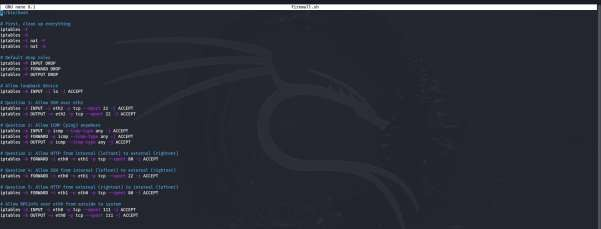 GNU nano 8.1 firewall.sh
#!/bin/bash
# First, clean up everything
iptables -F
iptables -X
iptables -t nat -F
iptables -t nat -X
# Default drop rules
iptables -P INPUT DROP
iptables -P FORWARD DROP
iptables -P OUTPUT DROP
# Allow loopback device
iptables -A INPUT -i lo -j ACCEPT
# Question 1: Allow SSH over eth2
iptables -A INPUT -i eth2 -p tcp --dport 22 -j ACCEPT
iptables -A OUTPUT -o eth2 -p tcp --sport 22 -j ACCEPT
# Question 2: Allow ICMP (ping) anywhere
iptables -A INPUT -p icmp --icmp-type any -j ACCEPT
iptables -A FORWARD -p icmp --icmp-type any -j ACCEPT
iptables -A OUTPUT -p icmp --icmp-type any -j ACCEPT
# Question 3: Allow HTTP from internal (leftnet) to external (rightnet)
iptables -A FORWARD -i eth0 -o eth1 -p tcp --dport 80 -j ACCEPT
# Question 4: Allow SSH from internal (leftnet) to external (rightnet)
iptables -A FORWARD -i eth0 -o eth1 -p tcp --dport 22 -j ACCEPT
# Question 5: Allow HTTP from external (rightnet) to internal (leftnet)
iptables -A FORWARD -i eth1 -o eth0 -p tcp --dport 80 -j ACCEPT
# Allow RPCinfo over eth0 from outside to system
iptables -A INPUT -i eth0 -p tcp --dport 111 -j ACCEPT
iptables -A OUTPUT -o eth0 -p tcp --sport 111 -j ACCEPT